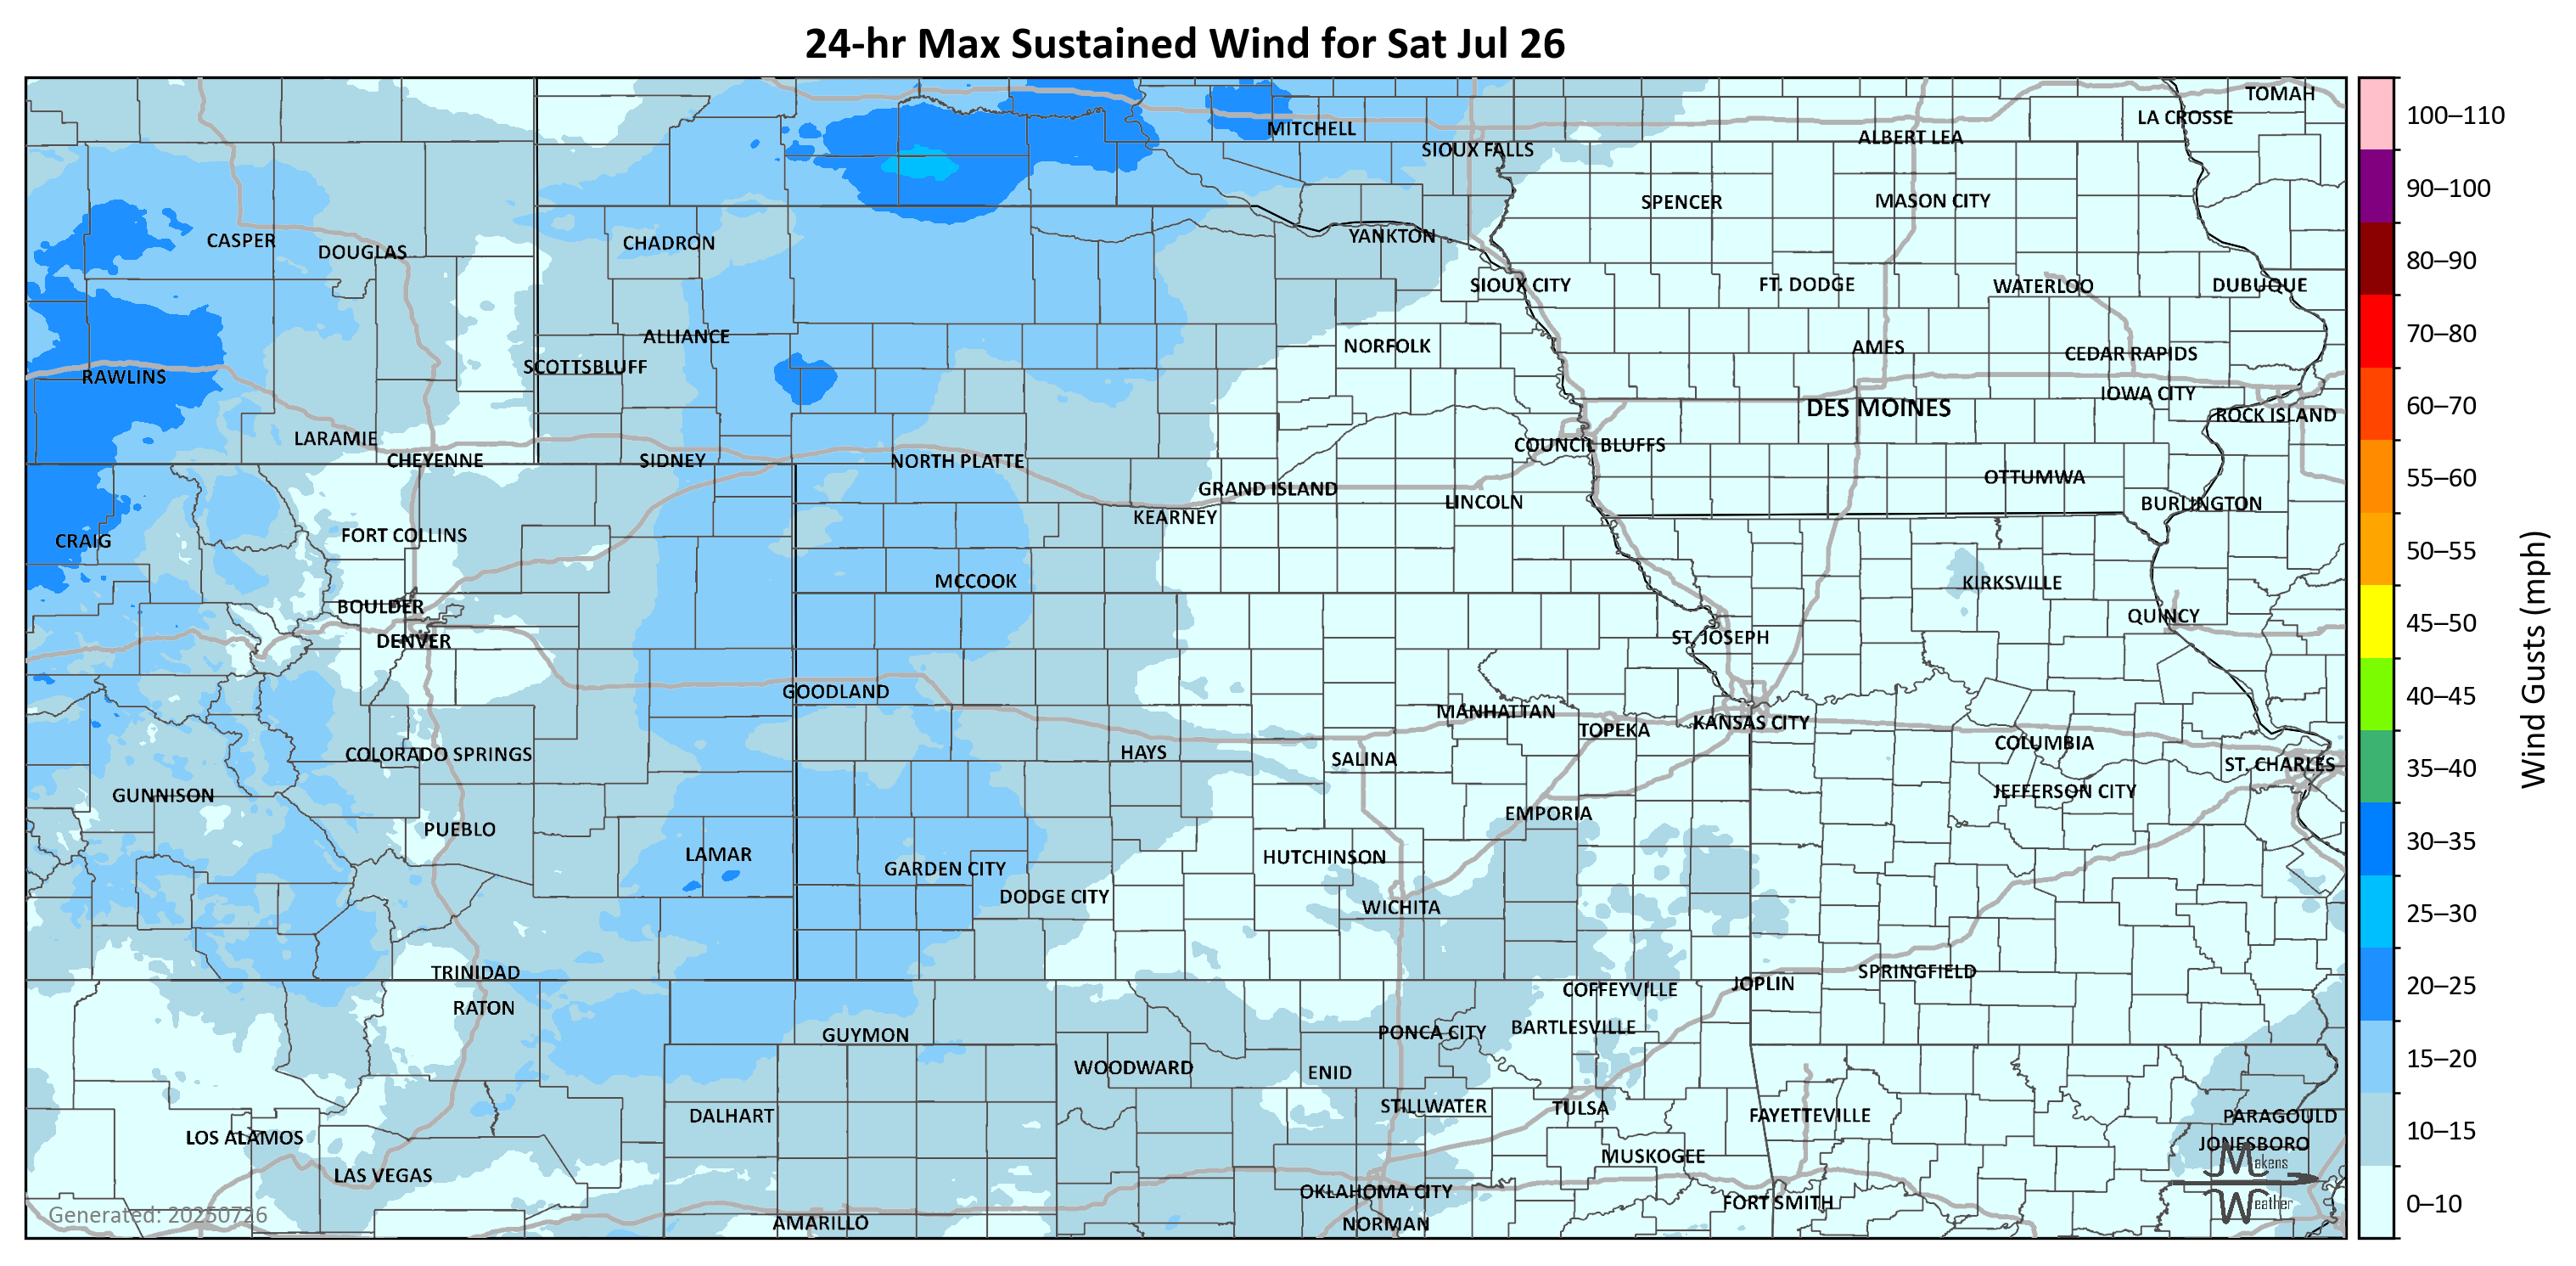 24-hr Max Sustained Wind for Sat Jul 26
TOMAH
LA CROSSE
MITCHELL
ALBERT LEA
SIOUX FALLS
SPENCER
MASON CITY
CASPER
DOUGLAS
CHADRON
YANKTON
SIOUX CITY
FT. DODGE
WATERLOO
DUBUQUE
ALLIANCE
NORFOLK
AMES
CEDAR RAPIDS
SCOTTSBLUFF
RAWLINS
IOWA CITY
DES MOINES
ROCK ISLAND
LARAMIE
COUNCIL BLUFFS
CHEYENNE
SIDNEY
NORTH PLATTE
OTTUMWA
GRAND ISLAND
LINCOLN
BURLINGTON
KEARNEY
CRAIG
FORT COLLINS
MCCOOK
KIRKSVILLE
BOULDER
QUINCY
DENVER
ST. JOSEPH
GOODLAND
MANHATTAN
TOPEKA
KANSAS CITY
COLORADO SPRINGS
HAYS
SALINA
COLUMBIA
ST. CHARLES
GUNNISON
JEFFERSON CITY
PUEBLO
EMPORIA
LAMAR
GARDEN CITY
HUTCHINSON
DODGE CITY
WICHITA
TRINIDAD
SPRINGFIELD
JOPLIN
COFFEYVILLE
RATON
GUYMON
PONCA CITY
BARTLESVILLE
WOODWARD
ENID
DALHART
STILLWATER
TULSA
FAYETTEVILLE
PARAGOULD
LOS ALAMOS
JONESBORO
MUSKOGEE
LAS VEGAS
OKLAHOMA CITY
FORT SMITH
AMARILLO
NORMAN
Makens
Weather
Generated: 20250726
100–110
90–100
80–90
70–80
60–70
55–60
50–55
45–50
40–45
35–40
30–35
25–30
20–25
15–20
10–15
0–10
Wind Gusts (mph)